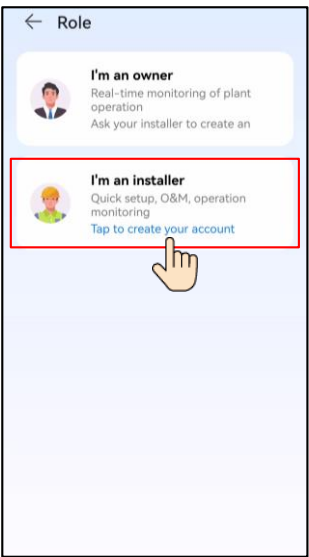 Role
I'm an owner
Real-time monitoring of plant
operation
Ask your installer to create an
I'm an installer
Quick setup, O&M, operation
monitoring
Tap to create your account